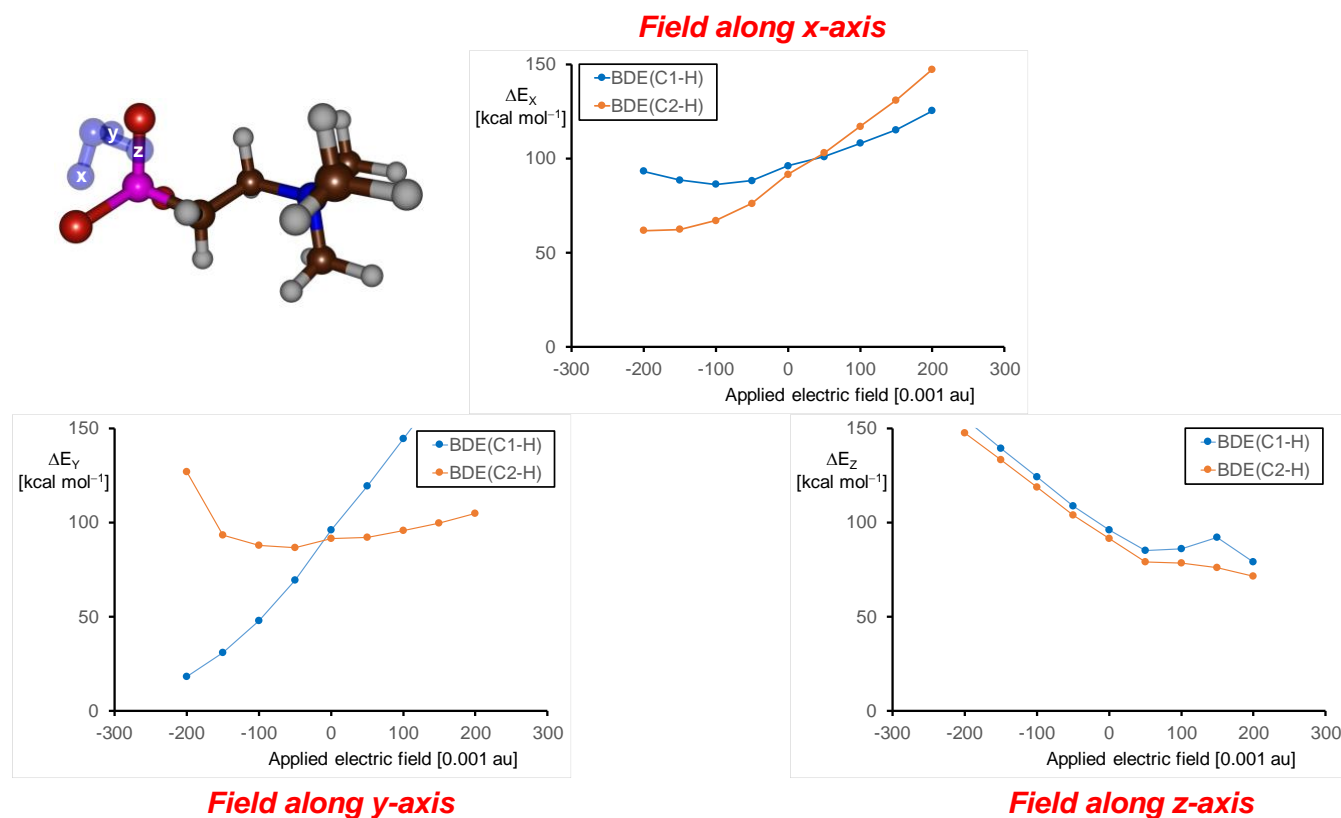 Field along x-axis
x
y
z
ΔEX
[kcal mol⁻¹]
BDE(C1-H)
BDE(C2-H)
150
100
50
0
-300 -200 -100 0 100 200 300
Applied electric field [0.001 au]
ΔEY
[kcal mol⁻¹]
BDE(C1-H)
BDE(C2-H)
150
100
50
0
-300 -200 -100 0 100 200 300
Applied electric field [0.001 au]
Field along y-axis
ΔEZ
[kcal mol⁻¹]
BDE(C1-H)
BDE(C2-H)
150
100
50
0
-300 -200 -100 0 100 200 300
Applied electric field [0.001 au]
Field along z-axis